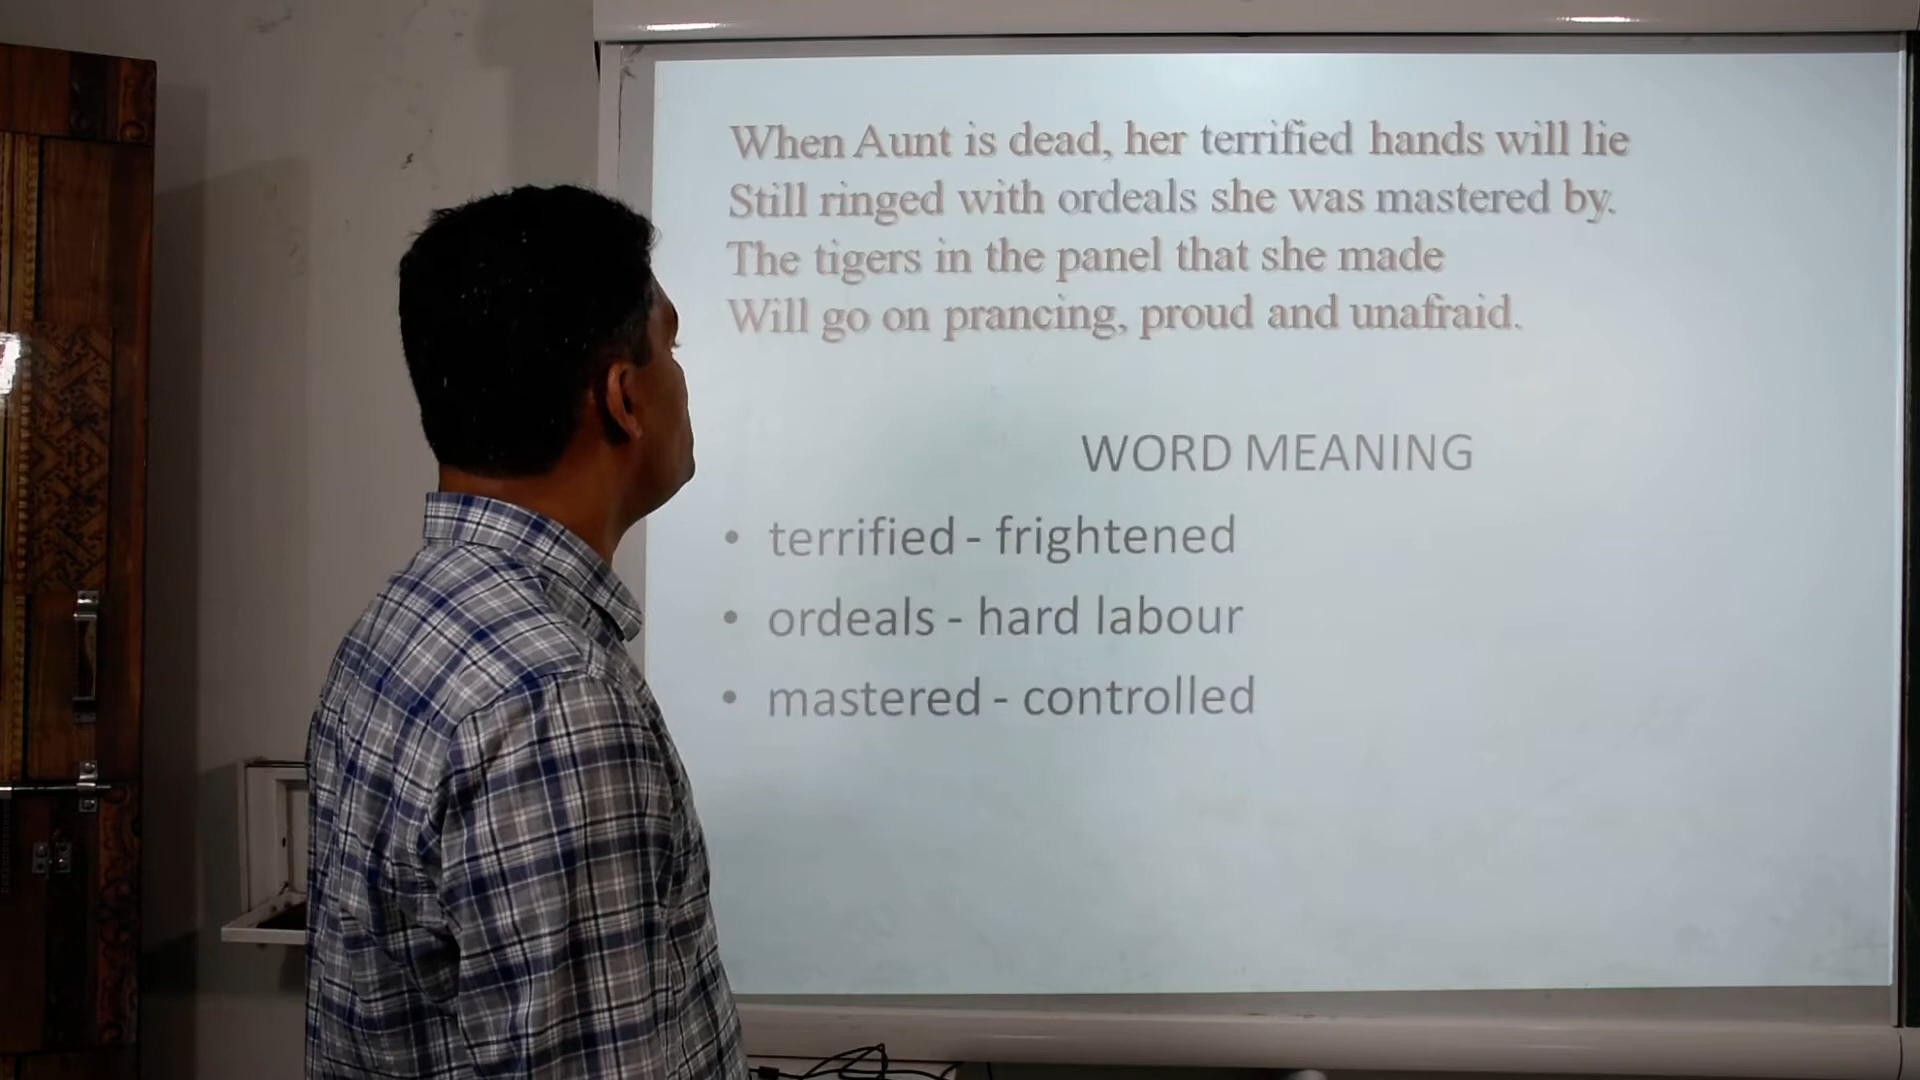 When Aunt is dead, her terrified hands will lie
Still ringed with ordeals she was mastered by.
The tigers in the panel that she made
Will go on prancing, proud and unafraid.
WORD MEANING
• terrified - frightened
• ordeals - hard labour
• mastered - controlled